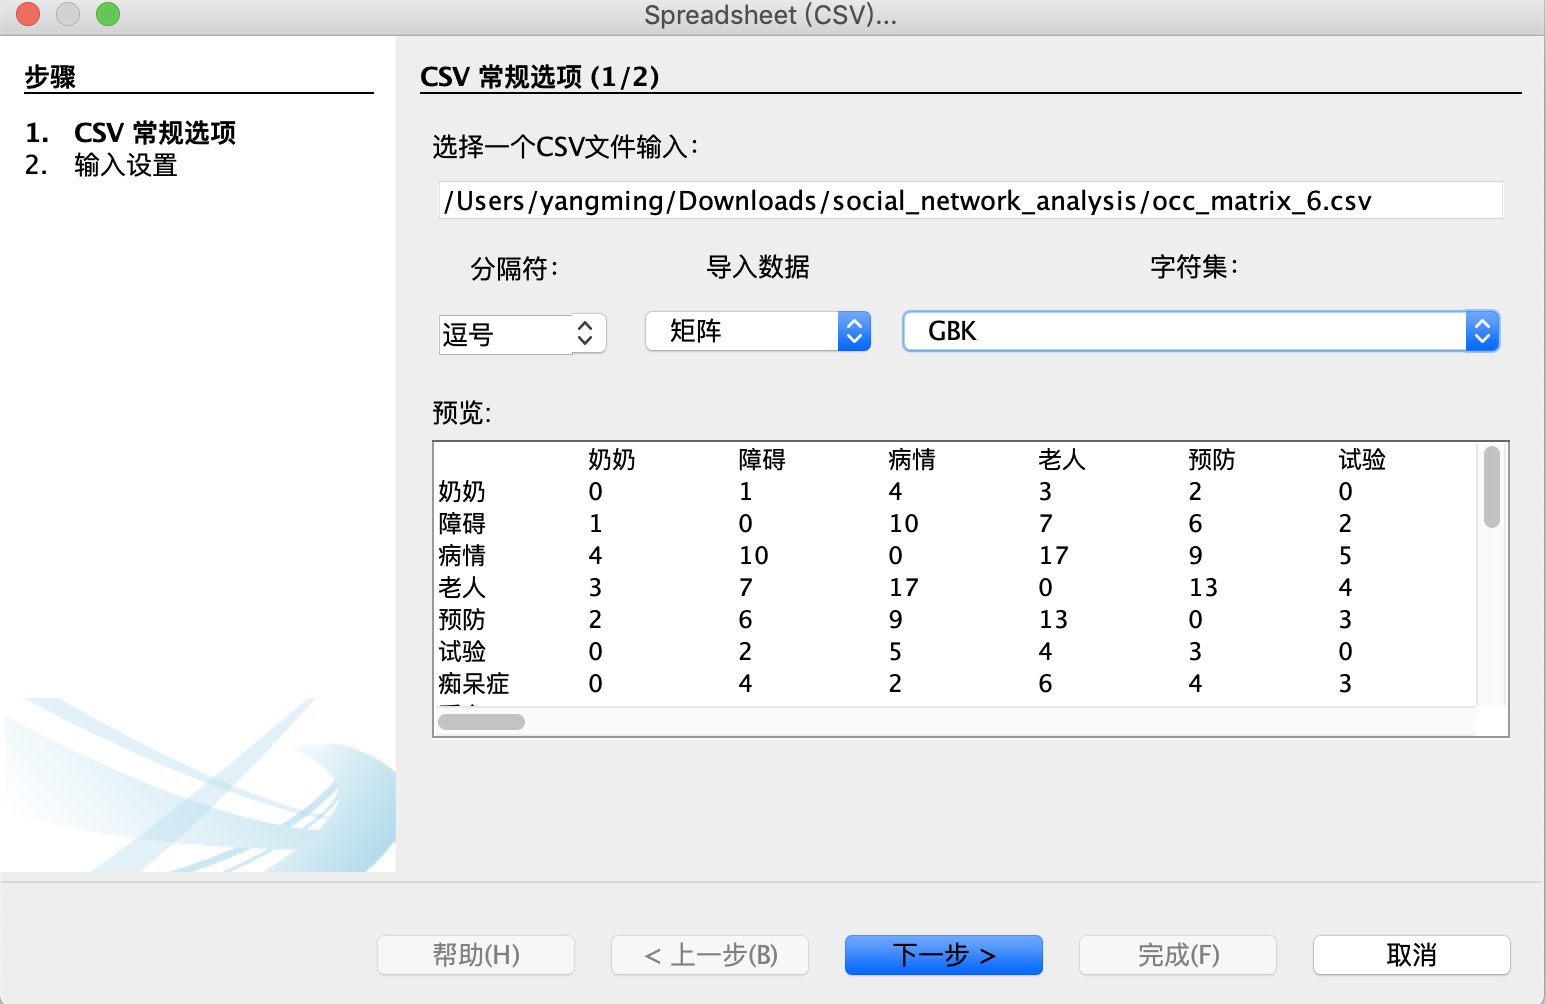 Spreadsheet (CSV)...
步骤
1. CSV 常规选项
2. 输入设置
CSV 常规选项 (1/2)
选择一个CSV文件输入:
/Users/yangming/Downloads/social_network_analysis/occ_matrix_6.csv
分隔符: 导入数据 字符集:
逗号 矩阵 GBK
预览:
奶奶 障碍 病情 老人 预防 试验
奶奶 0 1 4 3 2 0
障碍 1 0 10 7 6 2
病情 4 10 0 17 9 5
老人 3 7 17 0 13 4
预防 2 6 9 13 0 3
试验 0 2 5 4 3 0
痴呆症 0 4 2 6 4 3
帮助(H) < 上一步(B) 下一步 > 完成(F) 取消